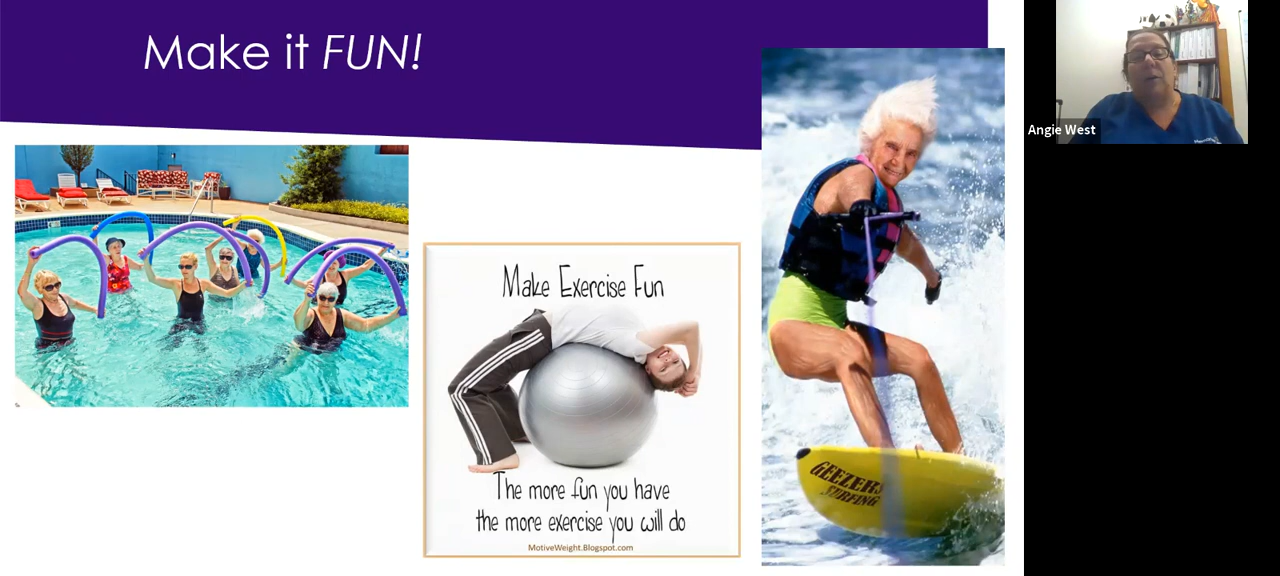 Make it FUN!
Angie West
Make Exercise Fun
The more fun you have
the more exercise you will do
MotiveWeight.Blogspot.com
GEEZERS
SURFING